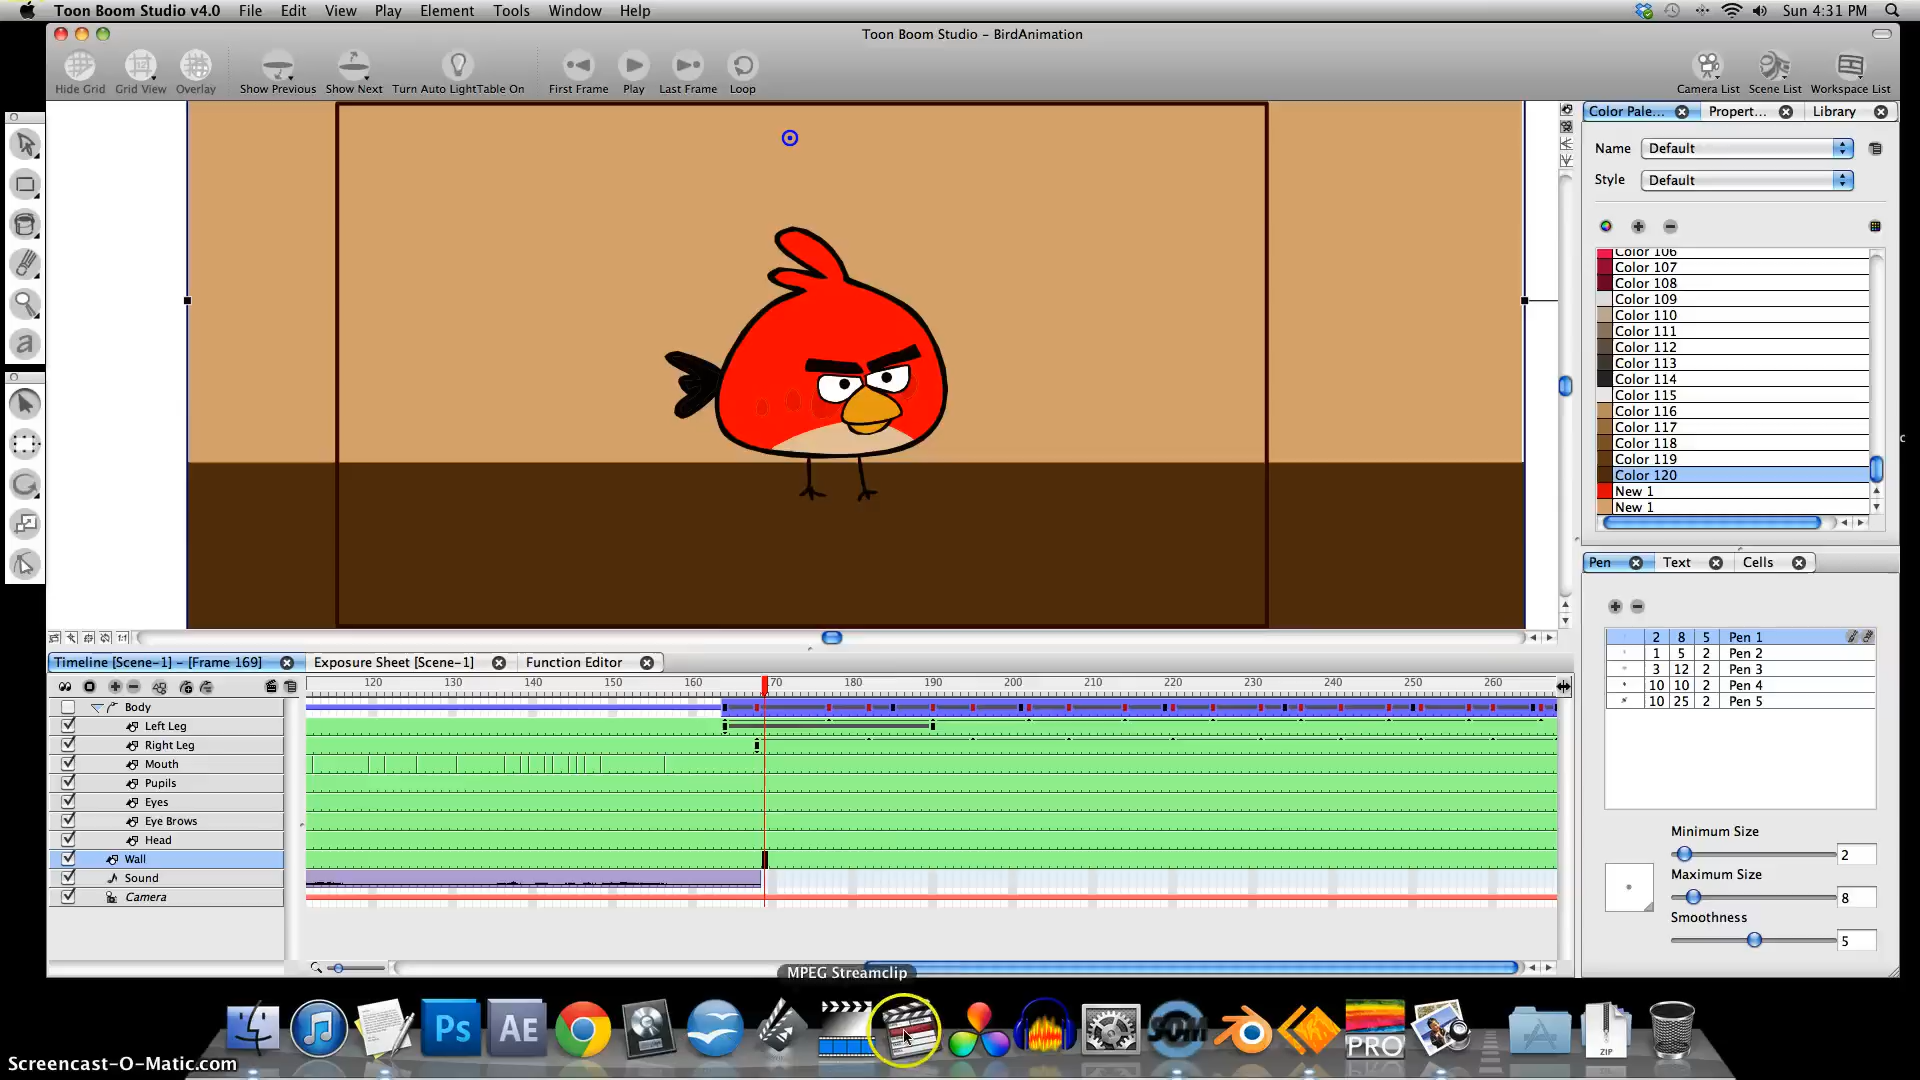 Toon Boom Studio v4.0 File Edit View Play Element Tools Window Help Sun 4:31 PM
Toon Boom Studio - BirdAnimation
Hide Grid Grid View Overlay Show Previous Show Next Turn Auto LightTable On First Frame Play Last Frame Loop Camera List Scene List Workspace List
Color Pale... Propert... Library
Name Default
Style Default
Color 106
Color 107
Color 108
Color 109
Color 110
Color 111
Color 112
Color 113
Color 114
Color 115
Color 116
Color 117
Color 118
Color 119
Color 120
New 1
New 1
Pen Text Cells
2 8 5 Pen 1
1 5 2 Pen 2
3 12 2 Pen 3
10 10 2 Pen 4
10 25 2 Pen 5
Minimum Size
2
Maximum Size
8
Smoothness
5
Timeline [Scene-1] - [Frame 169] Exposure Sheet [Scene-1] Function Editor
120 130 140 150 160 170 180 190 200 210 220 230 240 250 260
Body
Left Leg
Right Leg
Mouth
Pupils
Eyes
Eye Brows
Head
Wall
Sound
Camera
MPEG Streamclip
Ps AE som PRO ZIP
Screencast-O-Matic.com